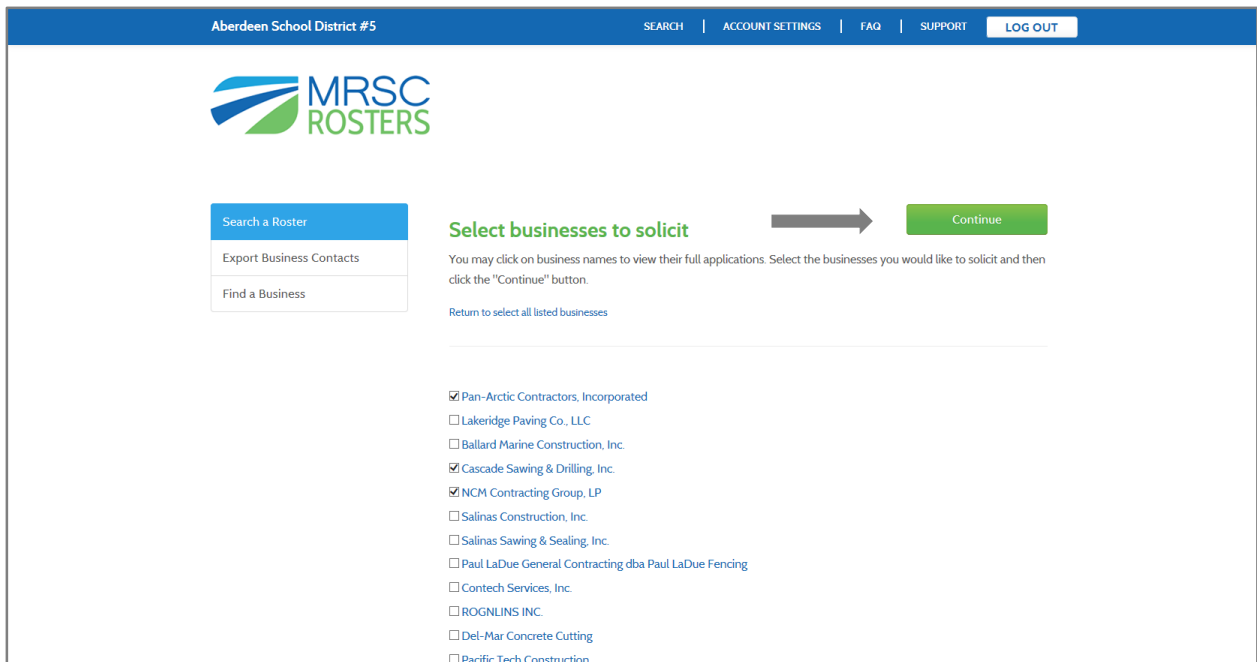 Aberdeen School District #5
SEARCH | ACCOUNT SETTINGS | FAQ | SUPPORT LOG OUT
MRSC
ROSTERS
Search a Roster
Export Business Contacts
Find a Business
Select businesses to solicit
Continue
You may click on business names to view their full applications. Select the businesses you would like to solicit and then
click the "Continue" button.
Return to select all listed businesses
Pan-Arctic Contractors, Incorporated
Lakeridge Paving Co., LLC
Ballard Marine Construction, Inc.
Cascade Sawing & Drilling, Inc.
NCM Contracting Group, LP
Salinas Construction, Inc.
Salinas Sawing & Sealing, Inc.
Paul LaDue General Contracting dba Paul LaDue Fencing
Contech Services, Inc.
ROGNLINS INC.
Del-Mar Concrete Cutting
Pacific Tech Construction